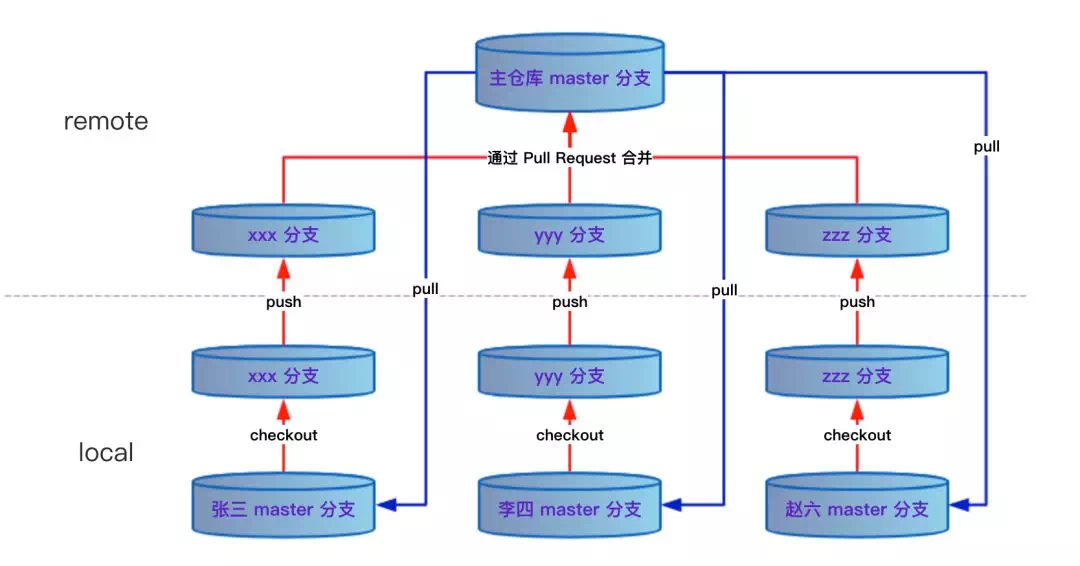 主仓库 master 分支
remote
pull
通过 Pull Request 合并
xxx 分支
yyy 分支
zzz 分支
pull
pull
push
push
push
xxx 分支
yyy 分支
zzz 分支
checkout
checkout
checkout
local
张三 master 分支
李四 master 分支
赵六 master 分支